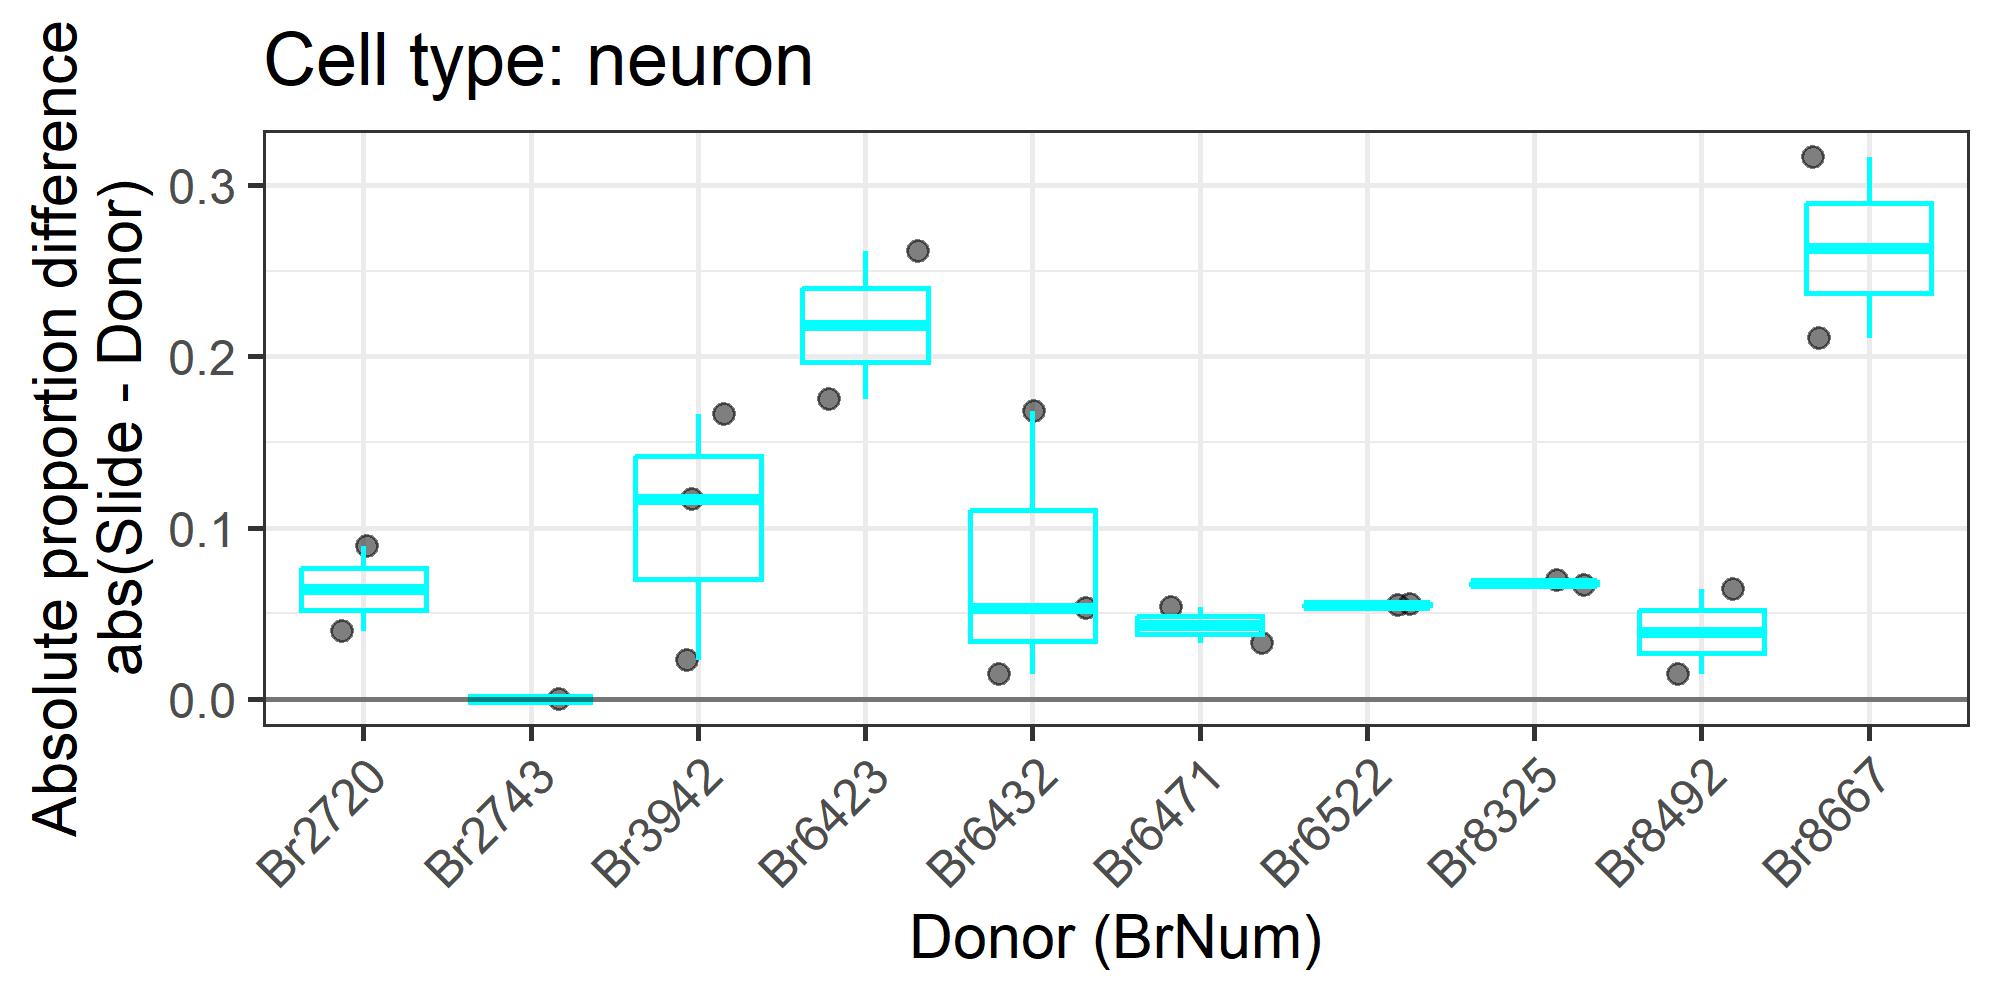 Cell type: neuron
Absolute proportion difference
abs(Slide - Donor)
0.3
0.2
0.1
0.0
Br2720
Br2743
Br3942
Br6423
Br6432
Br6471
Br6522
Br8325
Br8492
Br8667
Donor (BrNum)